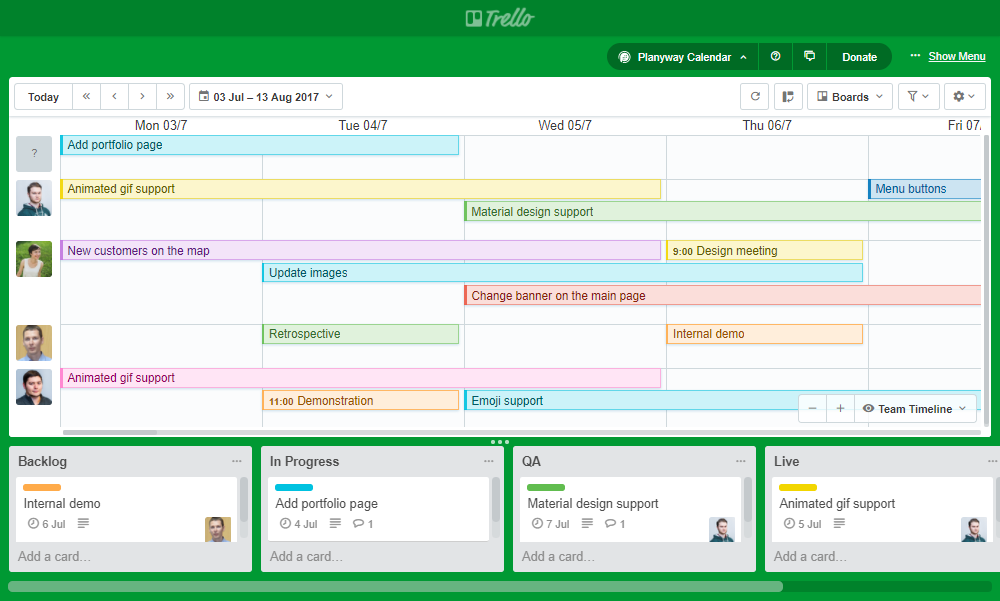 Trello
Planyway Calendar
Donate
Show Menu
Today
03 Jul – 13 Aug 2017
Boards
Mon 03/7
Tue 04/7
Wed 05/7
Thu 06/7
Fri 07/
?
Add portfolio page
Animated gif support
Menu buttons
Material design support
New customers on the map
9:00 Design meeting
Update images
Change banner on the main page
Retrospective
Internal demo
Animated gif support
11:00 Demonstration
Emoji support
Team Timeline
Backlog
Internal demo
6 Jul
Add a card…
In Progress
Add portfolio page
4 Jul
1
Add a card…
QA
Material design support
7 Jul
1
Add a card…
Live
Animated gif support
5 Jul
Add a card…